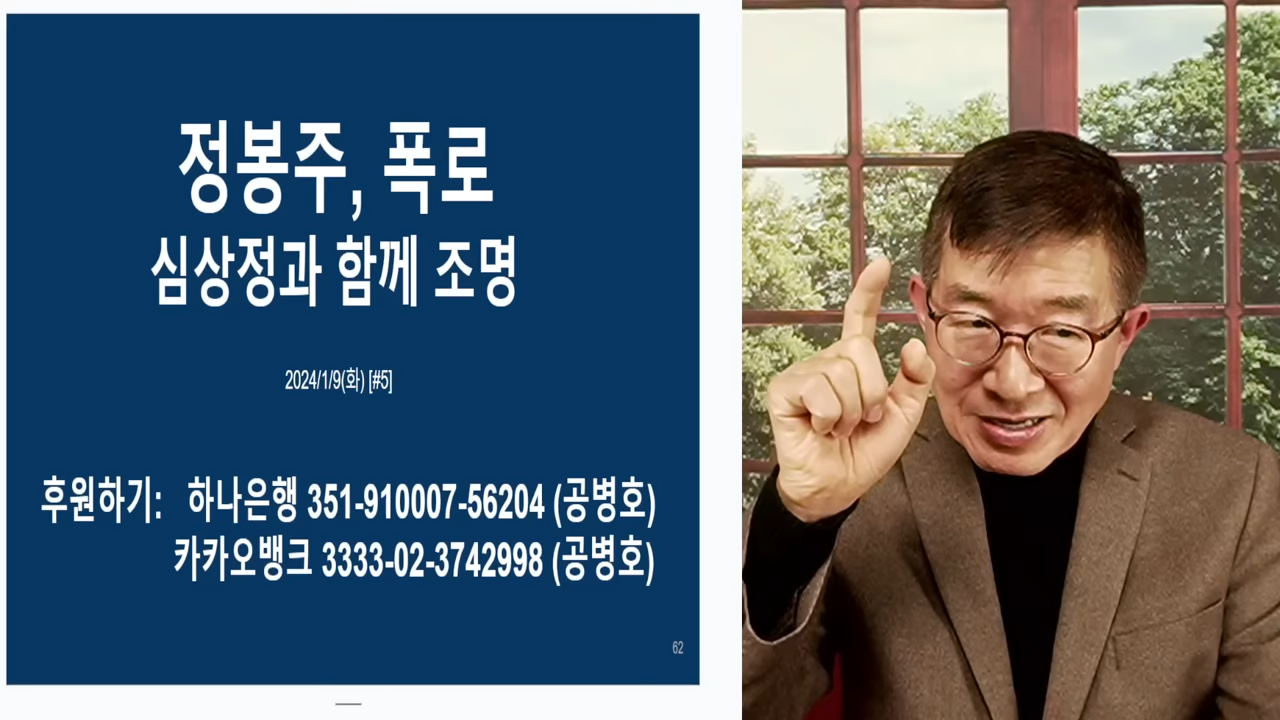 정봉주, 폭로
심상정과 함께 조명
2024/1/9(화) [#5]
후원하기: 하나은행 351-910007-56204 (공병호)
카카오뱅크 3333-02-3742998 (공병호)
62